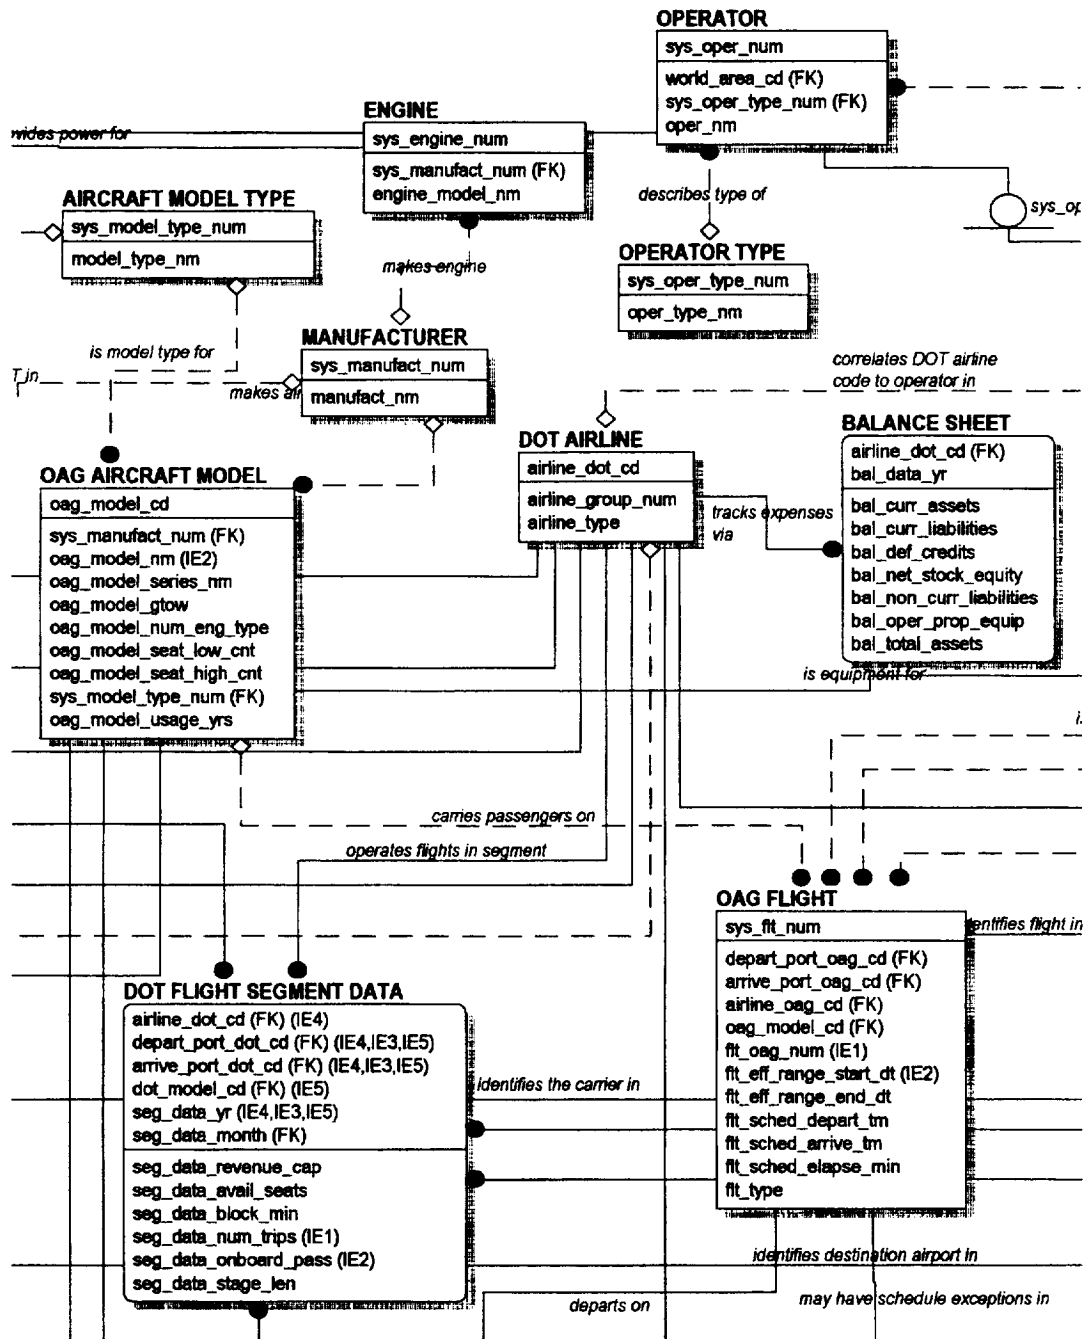 OPERATOR
sys_oper_num
world_area_cd (FK)
sys_oper_type_num (FK)
oper_nm
ENGINE
sys_engine_num
sys_manufact_num (FK)
engine_model_nm
vides power for
AIRCRAFT MODEL TYPE
sys_model_type_num
model_type_nm
describes type of
sys_op
makes engine
OPERATOR TYPE
sys_oper_type_num
oper_type_nm
MANUFACTURER
sys_manufact_num
manufact_nm
is model type for
T in
makes air
correlates DOT airline
code to operator in
DOT AIRLINE
airline_dot_cd
airline_group_num
airline_type
BALANCE SHEET
airline_dot_cd (FK)
bal_data_yr
bal_curr_assets
bal_curr_liabilities
bal_def_credits
bal_net_stock_equity
bal_non_curr_liabilities
bal_oper_prop_equip
bal_total_assets
tracks expenses
via
OAG AIRCRAFT MODEL
oag_model_cd
sys_manufact_num (FK)
oag_model_nm (IE2)
oag_model_series_nm
oag_model_gtow
oag_model_num_eng_type
oag_model_seat_low_cnt
oag_model_seat_high_cnt
sys_model_type_num (FK)
oag_model_usage_yrs
is equipment for
carries passengers on
operates flights in segment
OAG FLIGHT
sys_flt_num
depart_port_oag_cd (FK)
arrive_port_oag_cd (FK)
airline_oag_cd (FK)
oag_model_cd (FK)
flt_oag_num (IE1)
flt_eff_range_start_dt (IE2)
flt_eff_range_end_dt
flt_sched_depart_tm
flt_sched_arrive_tm
flt_sched_elapse_min
flt_type
entifies flight in
DOT FLIGHT SEGMENT DATA
airline_dot_cd (FK) (IE4)
depart_port_dot_cd (FK) (IE4,IE3,IE5)
arrive_port_dot_cd (FK) (IE4,IE3,IE5)
dot_model_cd (FK) (IE5)
seg_data_yr (IE4,IE3,IE5)
seg_data_month (FK)
seg_data_revenue_cap
seg_data_avail_seats
seg_data_block_min
seg_data_num_trips (IE1)
seg_data_onboard_pass (IE2)
seg_data_stage_len
identifies the carrier in
identifies destination airport in
departs on
may have schedule exceptions in